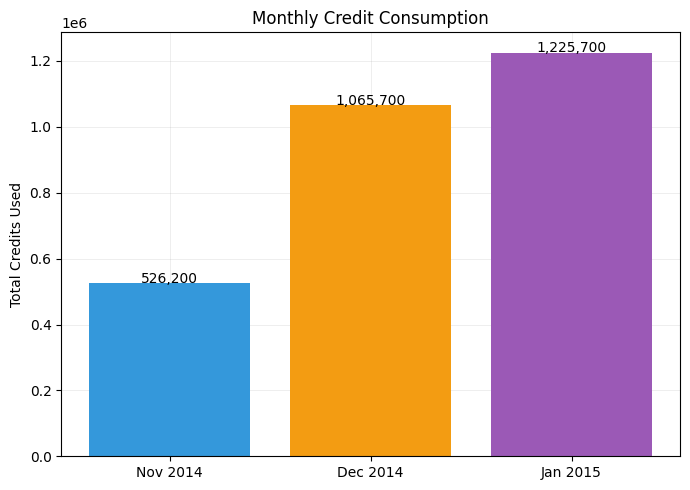 Monthly Credit Consumption
1e6
1.2
1.0
0.8
0.6
0.4
0.2
0.0
Total Credits Used
526,200
1,065,700
1,225,700
Nov 2014
Dec 2014
Jan 2015